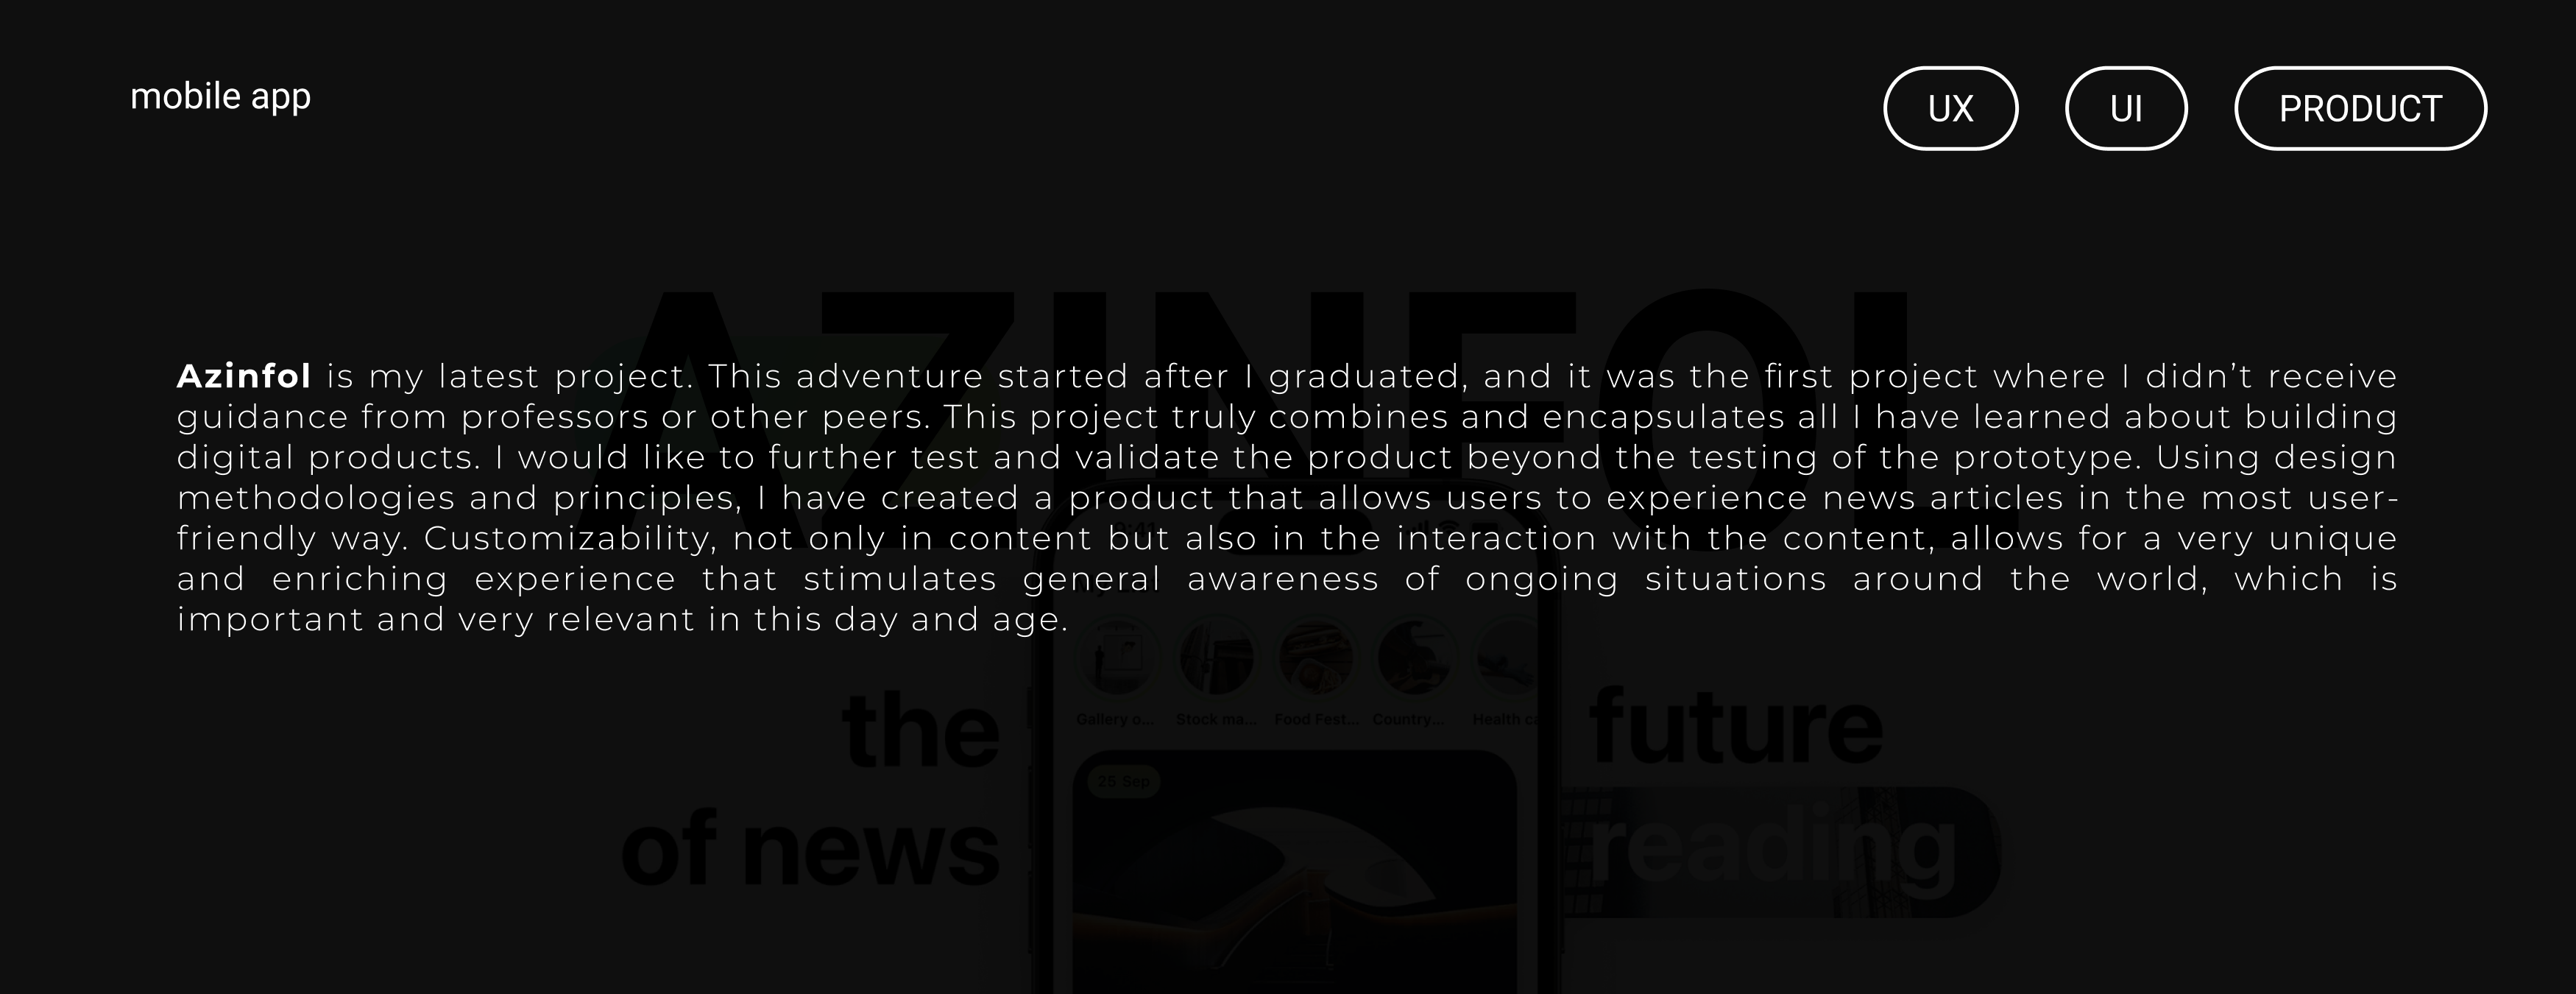 mobile app
UX
UI
PRODUCT
AZINFOL
Azinfol is my latest project. This adventure started after I graduated, and it was the first project where I didn’t receive
guidance from professors or other peers. This project truly combines and encapsulates all I have learned about building
digital products. I would like to further test and validate the product beyond the testing of the prototype. Using design
methodologies and principles, I have created a product that allows users to experience news articles in the most user-
friendly way. Customizability, not only in content but also in the interaction with the content, allows for a very unique
and enriching experience that stimulates general awareness of ongoing situations around the world, which is
important and very relevant in this day and age.
9:41
Gallery o... Stock ma... Food Fest... Country... Health ca
the future
25 Sep
of news reading